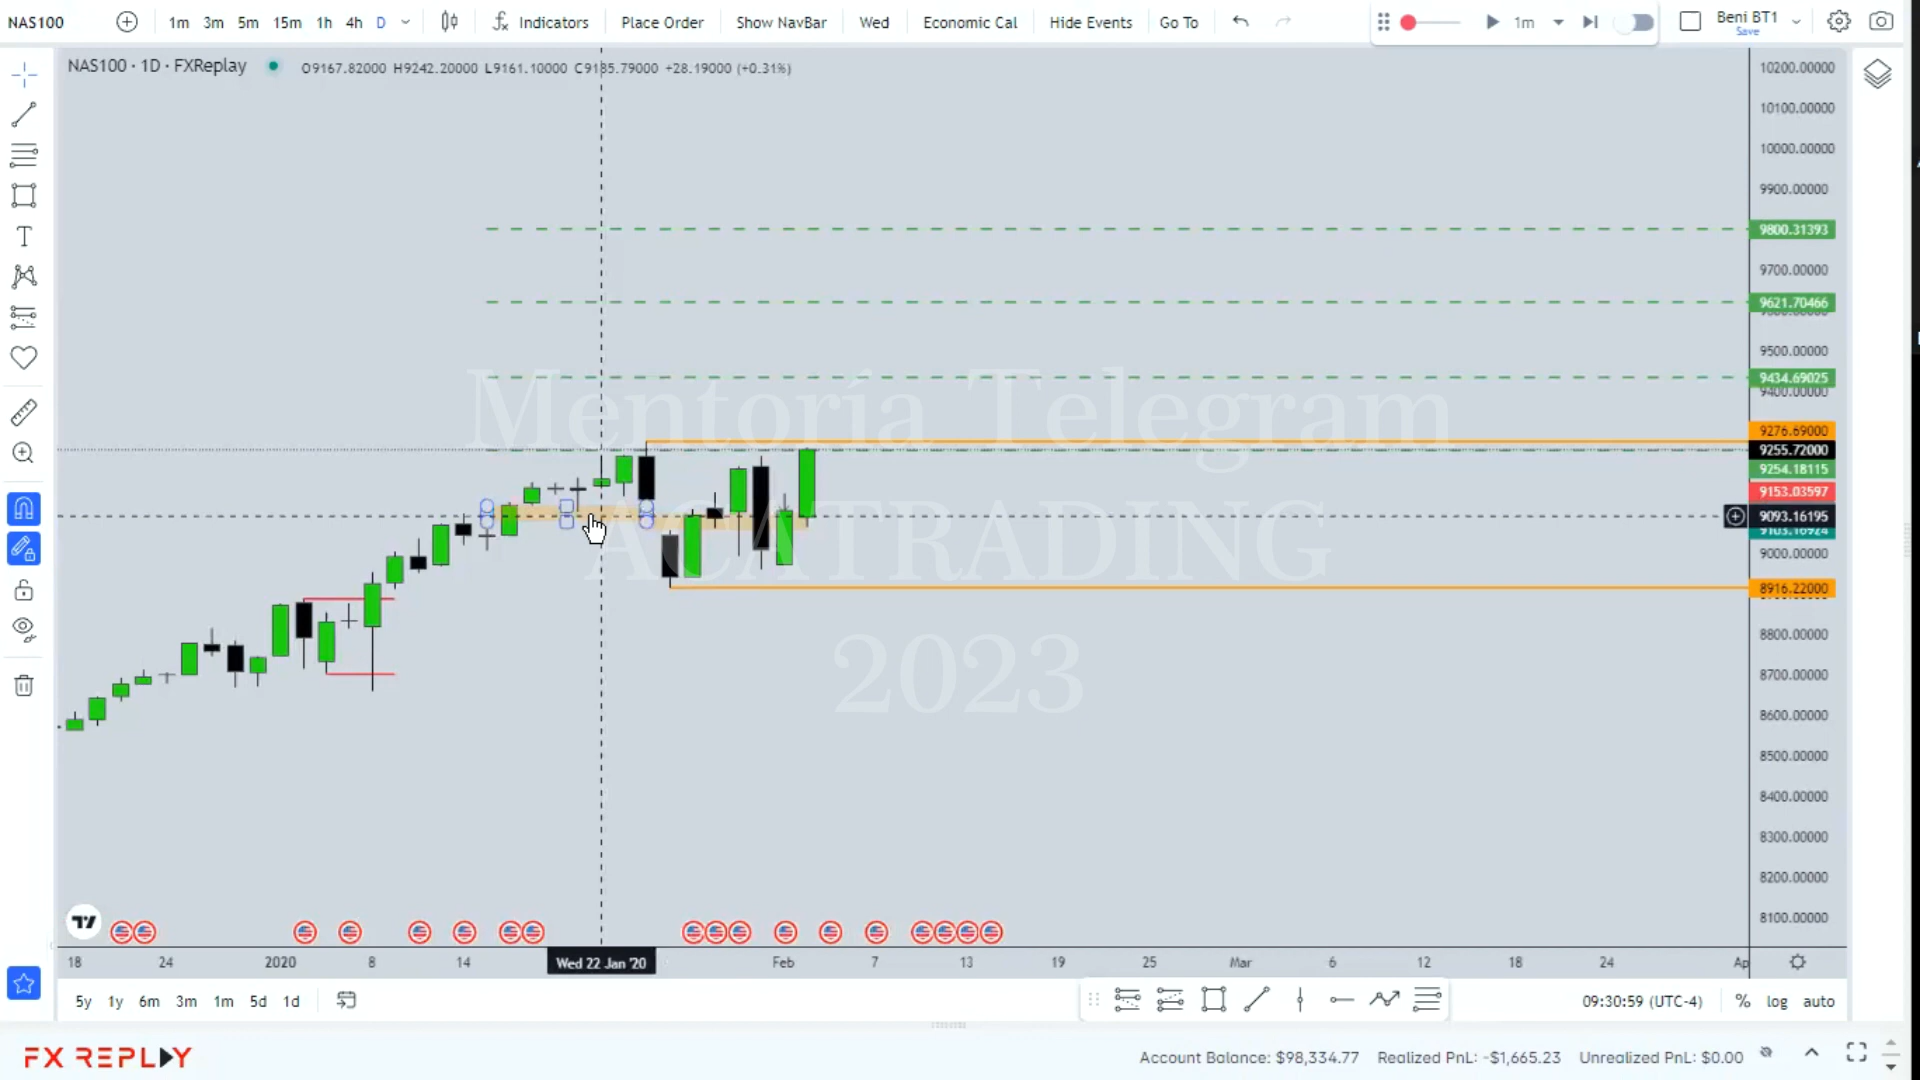 NAS100
1m 3m 5m 15m 1h 4h D
Indicators
Place Order
Show NavBar
Wed
Economic Cal
Hide Events
Go To
1m
Beni BT1
Save
NAS100 · 1D · FXReplay
O9167.82000 H9242.20000 L9161.10000 C9185.79000 +28.19000 (+0.31%)
10200.00000
10100.00000
10000.00000
9900.00000
9800.31393
9700.00000
9621.70466
9500.00000
9434.69025
9400.00000
9276.69000
9255.72000
9254.18115
9153.03597
9093.16195
9103.16924
9000.00000
8916.22000
8800.00000
8700.00000
8600.00000
8500.00000
8400.00000
8300.00000
8200.00000
8100.00000
Mentoría Telegram
ACATRADING
2023
18 24 2020 8 14 Wed 22 Jan '20 Feb 7 13 19 25 Mar 6 12 18 24 Ap
5y 1y 6m 3m 1m 5d 1d
09:30:59 (UTC-4)
% log auto
FX REPLAY
Account Balance: $98,334.77 Realized PnL: -$1,665.23 Unrealized PnL: $0.00